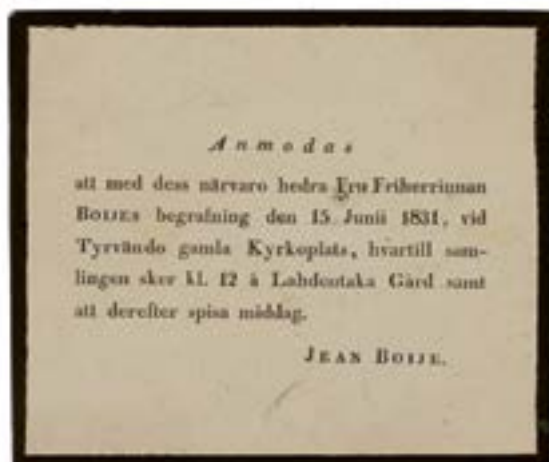 Anmodas
att med dess närvaro hedra Fru Friherrinnan
BOIJES begrafning den 15 Junii 1831, vid
Tyrvändo gamla Kyrkoplats, hvartill sam-
lingen sker kl. 12 å Lahdentaka Gård samt
att derefter spisa middag.
JEAN BOIJE.